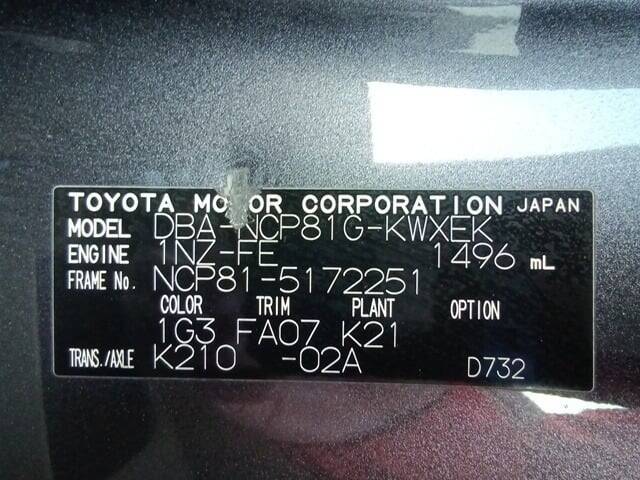 TOYOTA MOTOR CORPORATION JAPAN
MODEL DBA-NCP81G-KWXEK
ENGINE 1NZ-FE 1496 mL
FRAME No. NCP81-5172251
COLOR TRIM PLANT OPTION
1G3 FA07 K21
TRANS./AXLE K210 -02A D732